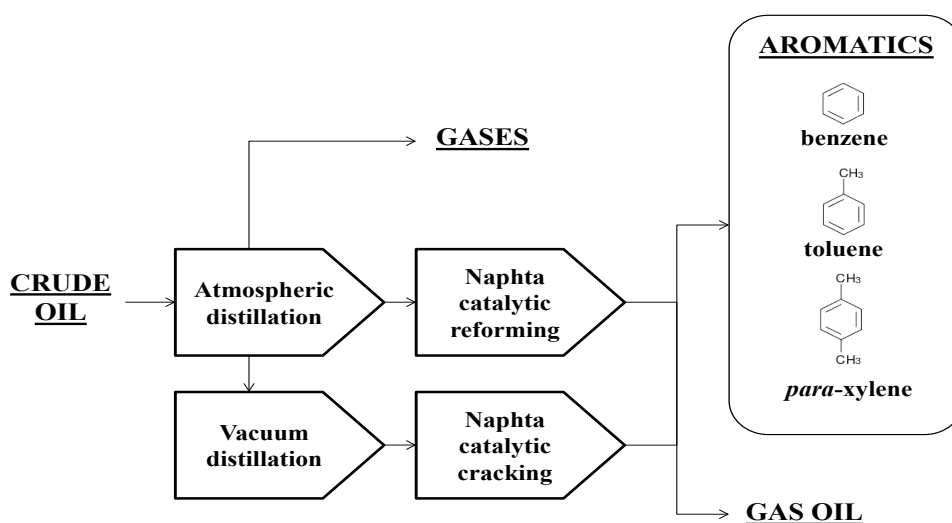 AROMATICS
benzene
CH₃
toluene
CH₃
CH₃
para-xylene
GASES
CRUDE
OIL
Atmospheric
distillation
Naphta
catalytic
reforming
Vacuum
distillation
Naphta
catalytic
cracking
GAS OIL